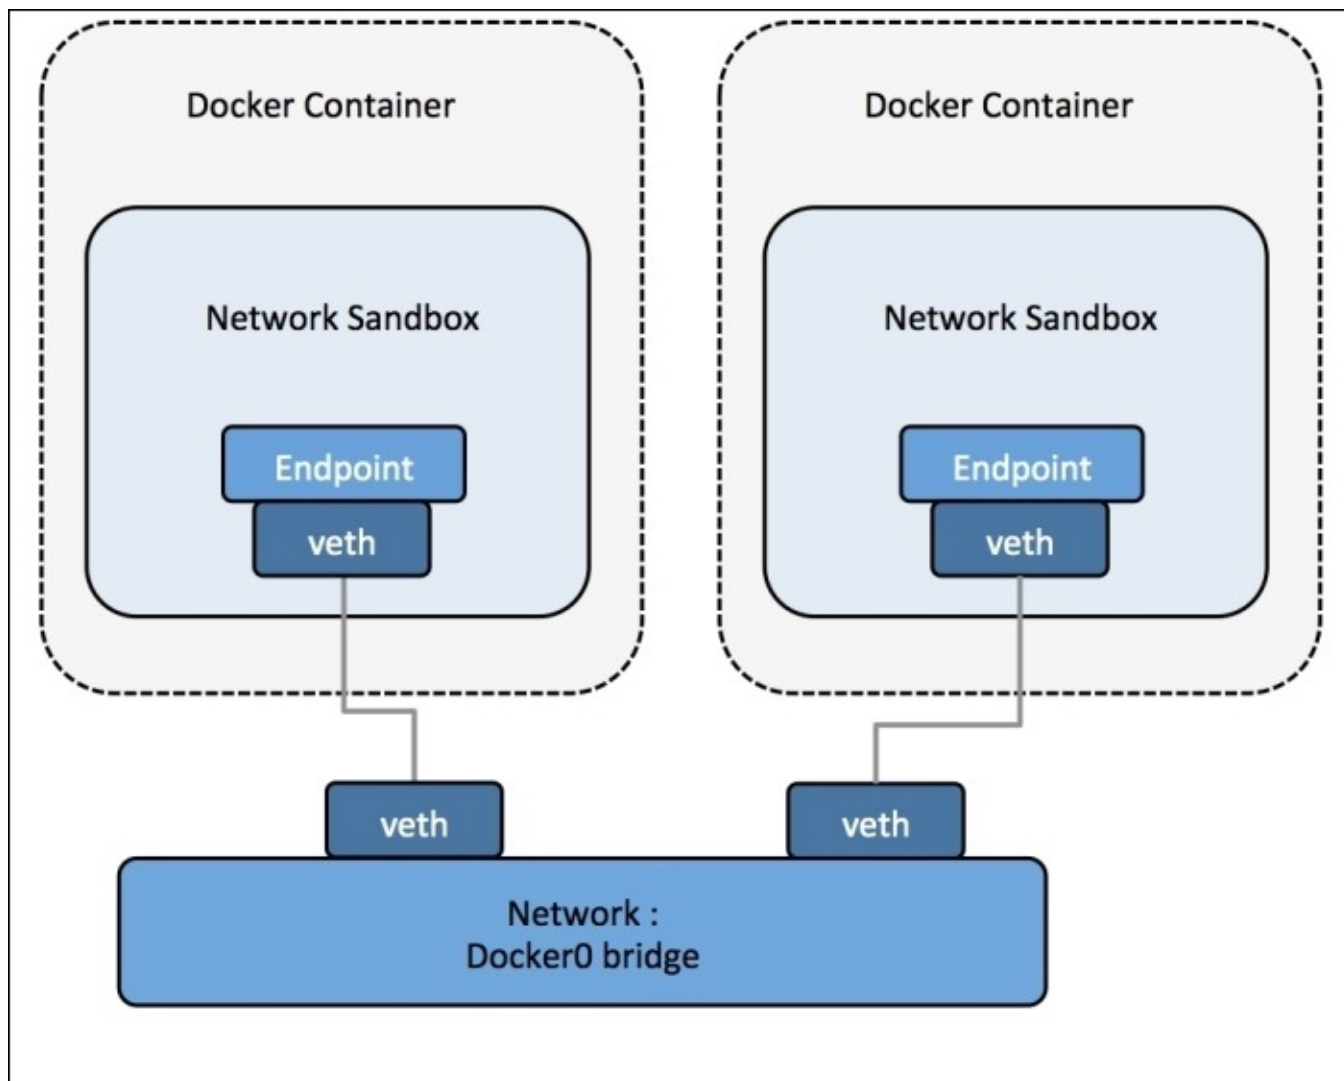 Docker Container
Docker Container
Network Sandbox
Network Sandbox
Endpoint
Endpoint
veth
veth
veth
veth
Network :
Docker0 bridge